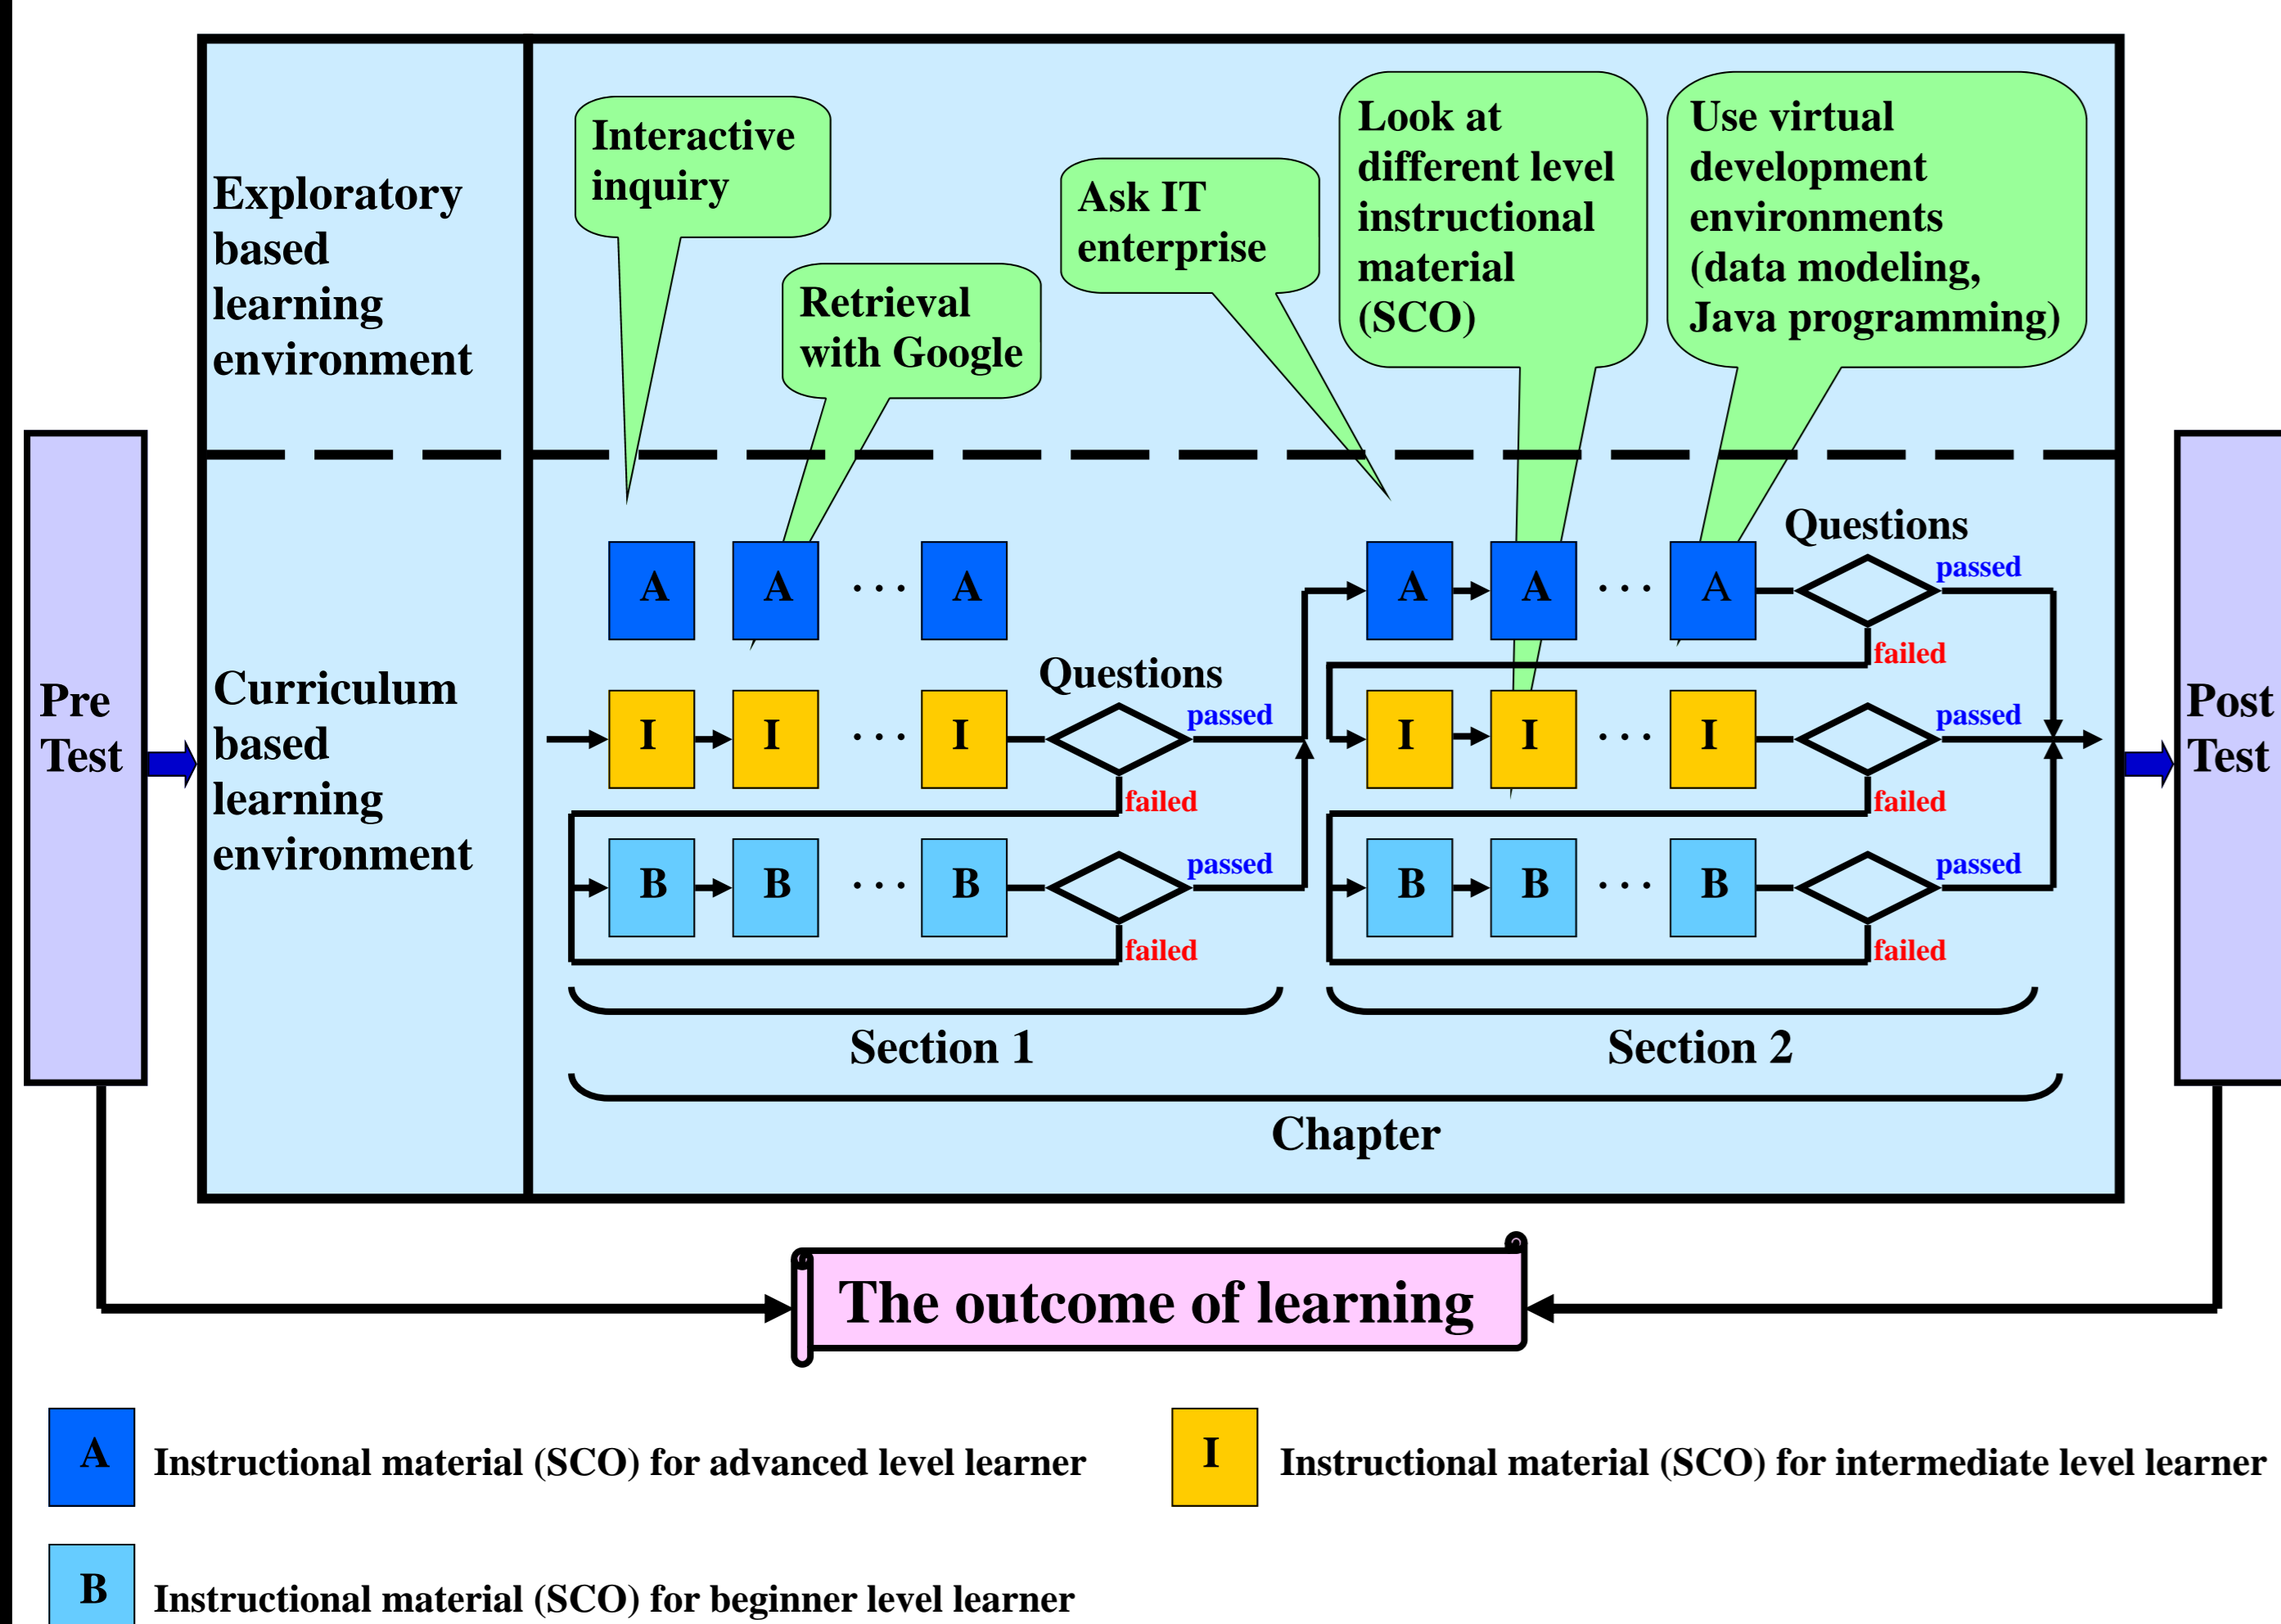 Exploratory
based
learning
environment
Interactive
inquiry
Retrieval
with Google
Ask IT
enterprise
Look at
different level
instructional
material
(SCO)
Use virtual
development
environments
(data modeling,
Java programming)
Pre
Test
Curriculum
based
learning
environment
A A · · · A
Questions
I I · · · I
passed
failed
B B · · · B
passed
failed
A A · · · A
Questions
passed
failed
I I · · · I
passed
failed
B B · · · B
passed
failed
Section 1
Section 2
Chapter
Post
Test
The outcome of learning
A Instructional material (SCO) for advanced level learner
I Instructional material (SCO) for intermediate level learner
B Instructional material (SCO) for beginner level learner